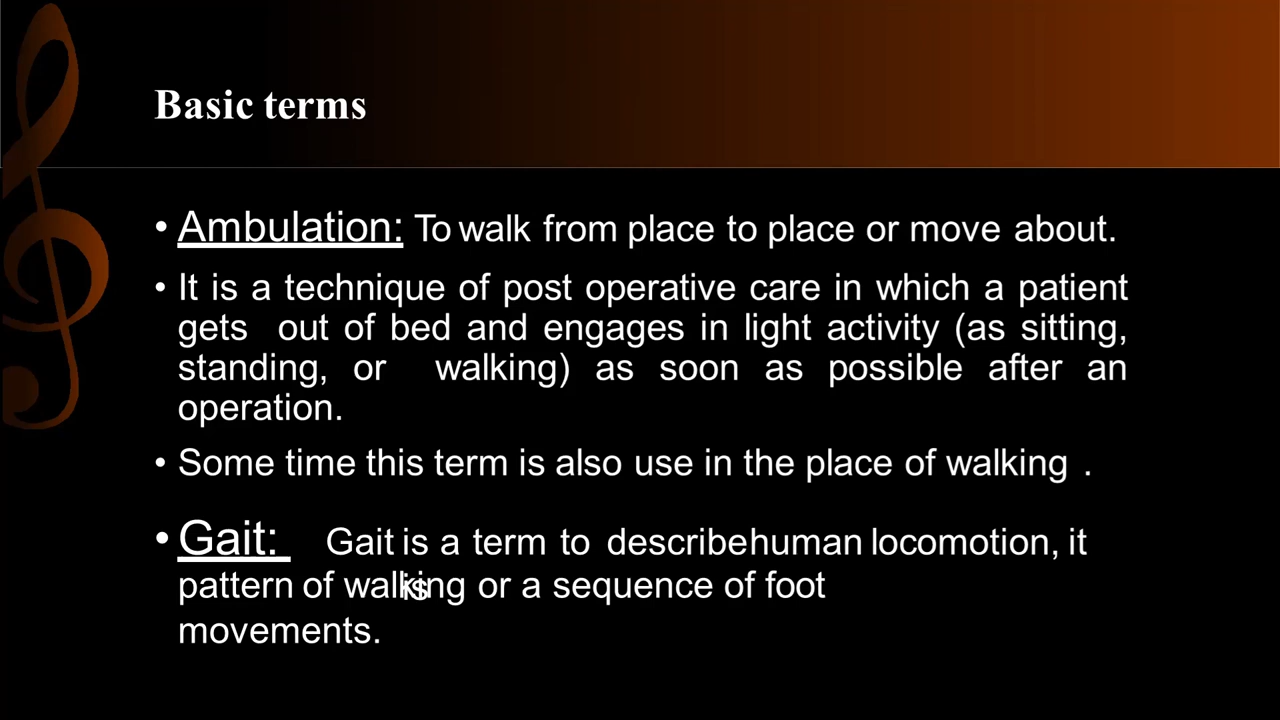 Basic terms
• Ambulation: To walk from place to place or move about.
• It is a technique of post operative care in which a patient
gets out of bed and engages in light activity (as sitting,
standing, or walking) as soon as possible after an
operation.
• Some time this term is also use in the place of walking .
• Gait: Gait is a term to describehuman locomotion, it
is
pattern of walking or a sequence of foot
movements.